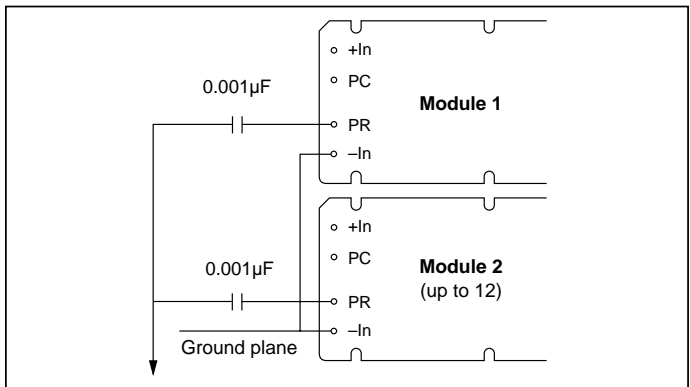 +In
0.001µF
PC
Module 1
PR
–In
+In
0.001µF
PC
Module 2
(up to 12)
PR
–In
Ground plane